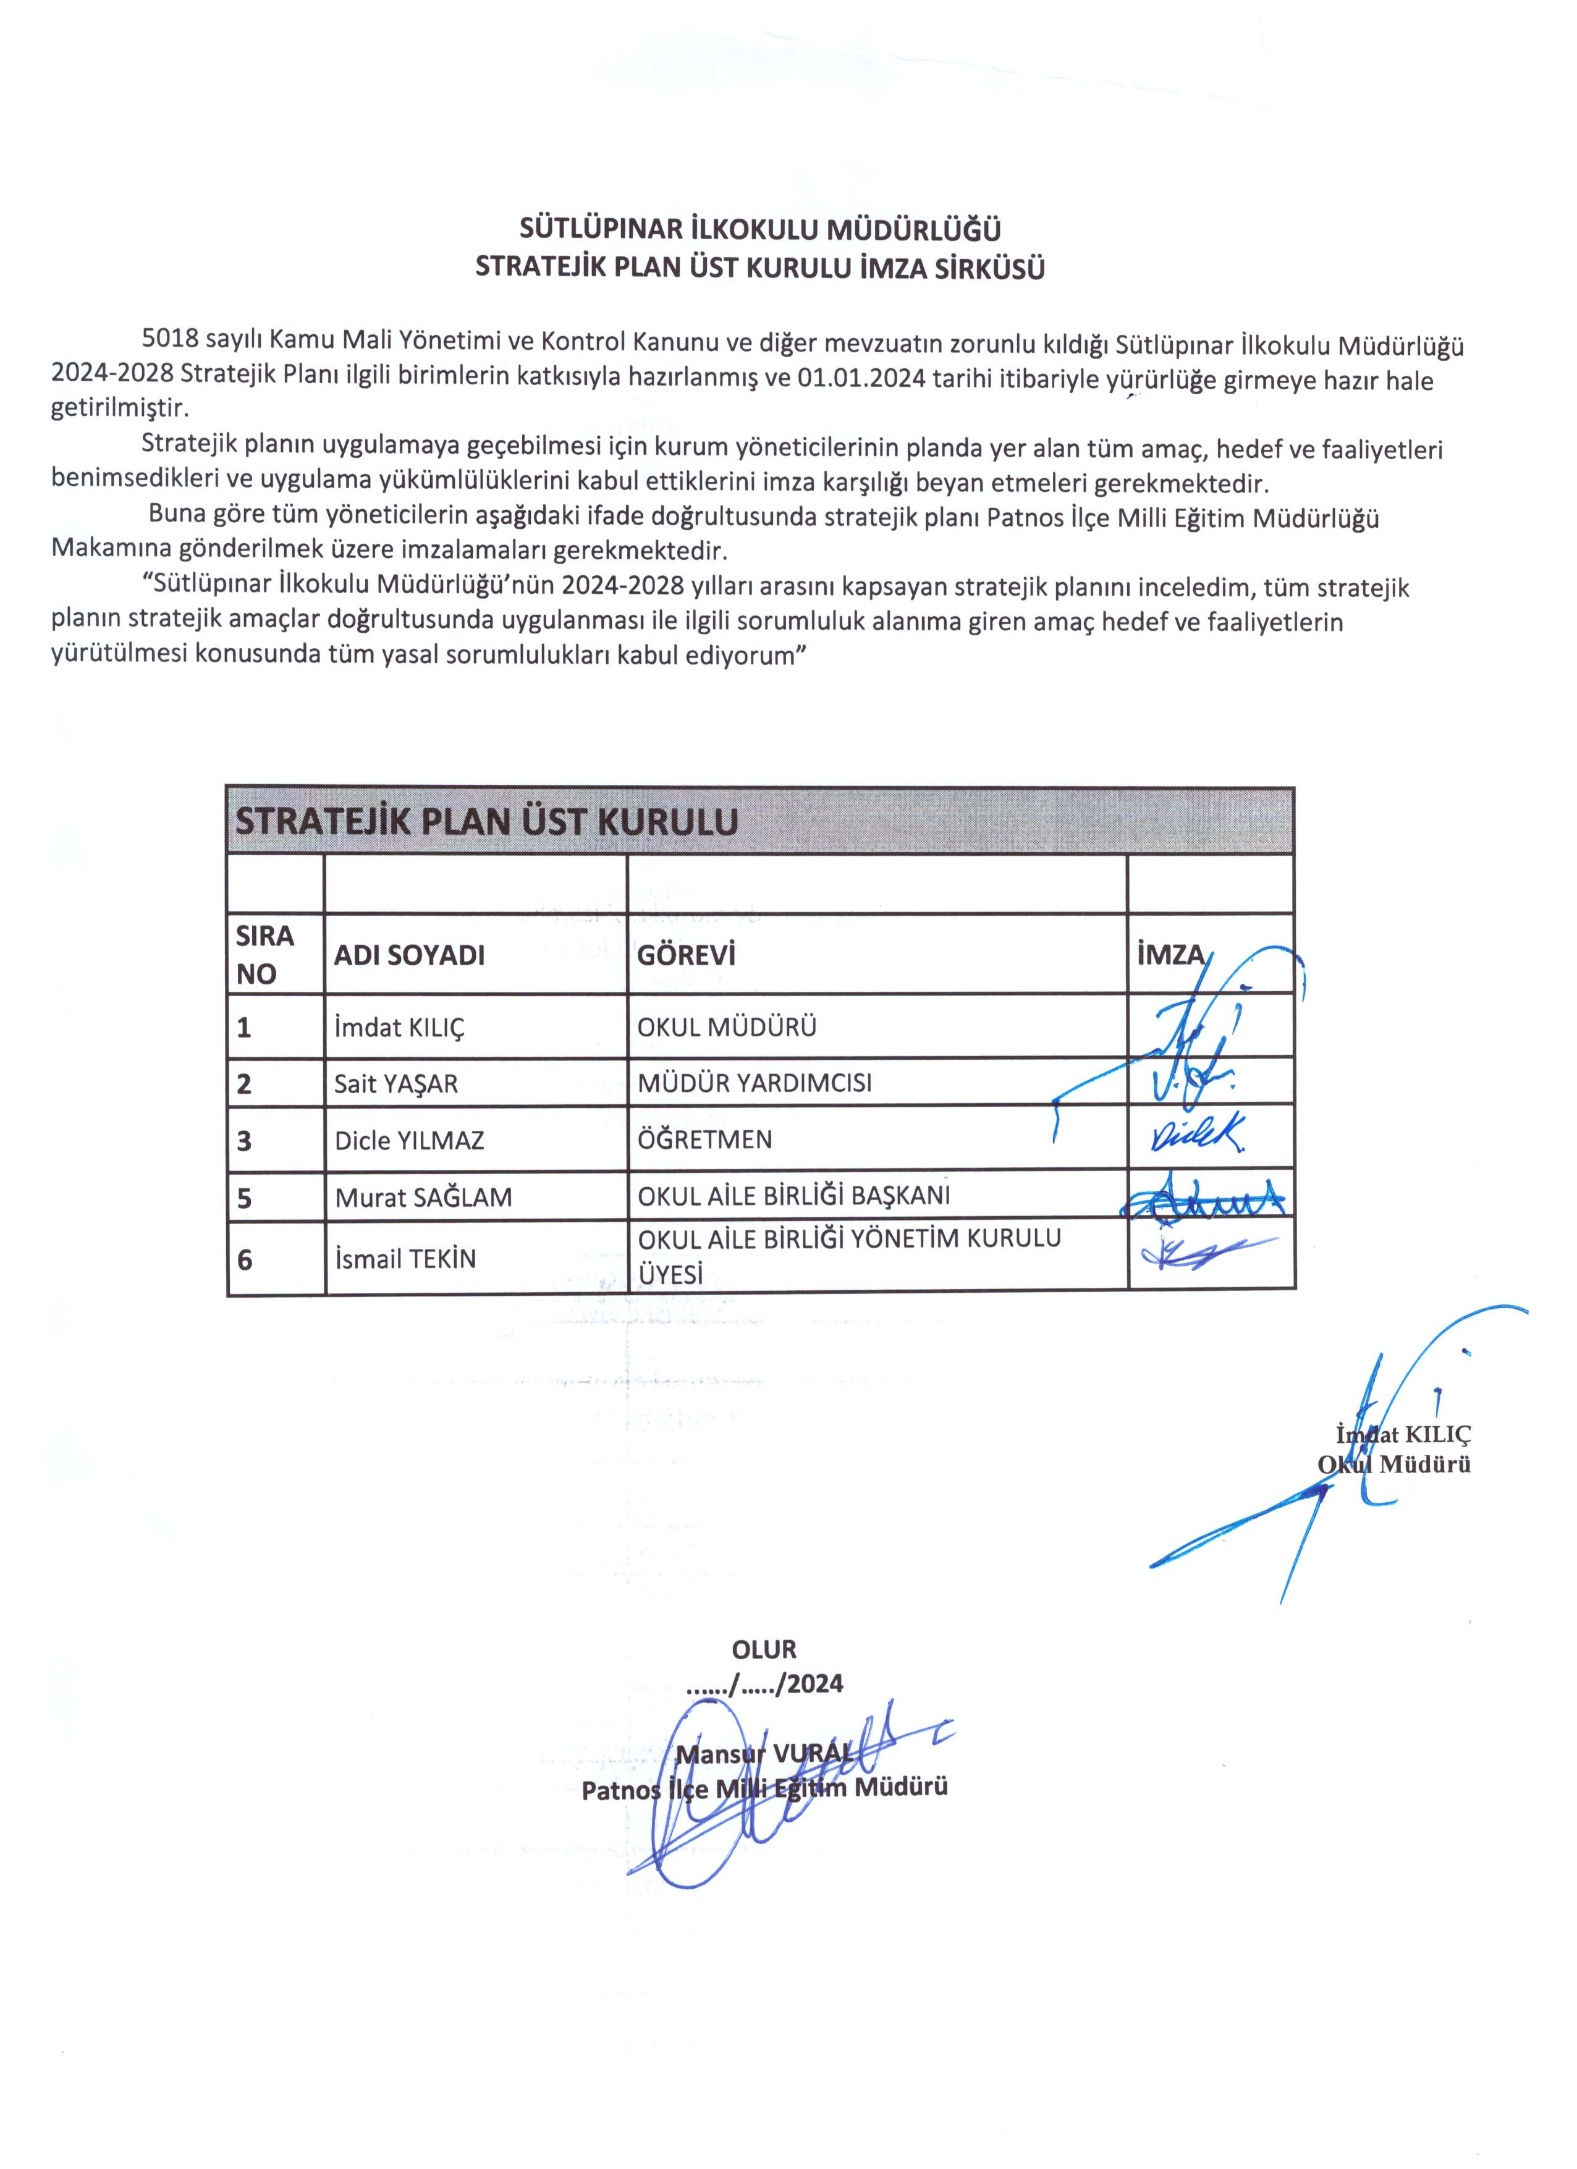 SÜTLÜPINAR İLKOKULU MÜDÜRLÜĞÜ
STRATEJİK PLAN ÜST KURULU İMZA SİRKÜSÜ
5018 sayılı Kamu Mali Yönetimi ve Kontrol Kanunu ve diğer mevzuatın zorunlu kıldığı Sütlüpınar İlkokulu Müdürlüğü
2024-2028 Stratejik Planı ilgili birimlerin katkısıyla hazırlanmış ve 01.01.2024 tarihi itibariyle yürürlüğe girmeye hazır hale
getirilmiştir.
Stratejik planın uygulamaya geçebilmesi için kurum yöneticilerinin planda yer alan tüm amaç, hedef ve faaliyetleri
benimsedikleri ve uygulama yükümlülüklerini kabul ettiklerini imza karşılığı beyan etmeleri gerekmektedir.
Buna göre tüm yöneticilerin aşağıdaki ifade doğrultusunda stratejik planı Patnos İlçe Milli Eğitim Müdürlüğü
Makamına gönderilmek üzere imzalamaları gerekmektedir.
“Sütlüpınar İlkokulu Müdürlüğü’nün 2024-2028 yılları arasını kapsayan stratejik planını inceledim, tüm stratejik
planın stratejik amaçlar doğrultusunda uygulanması ile ilgili sorumluluk alanıma giren amaç hedef ve faaliyetlerin
yürütülmesi konusunda tüm yasal sorumlulukları kabul ediyorum”
STRATEJİK PLAN ÜST KURULU
SIRA NO ADI SOYADI GÖREVİ İMZA
1 İmdat KILIÇ OKUL MÜDÜRÜ
2 Sait YAŞAR MÜDÜR YARDIMCISI
3 Dicle YILMAZ ÖĞRETMEN
5 Murat SAĞLAM OKUL AİLE BİRLİĞİ BAŞKANI
6 İsmail TEKİN OKUL AİLE BİRLİĞİ YÖNETİM KURULU
ÜYESİ
İmdat KILIÇ
Okul Müdürü
OLUR
....../...../2024
Mansur VURAL
Patnos İlçe Milli Eğitim Müdürü